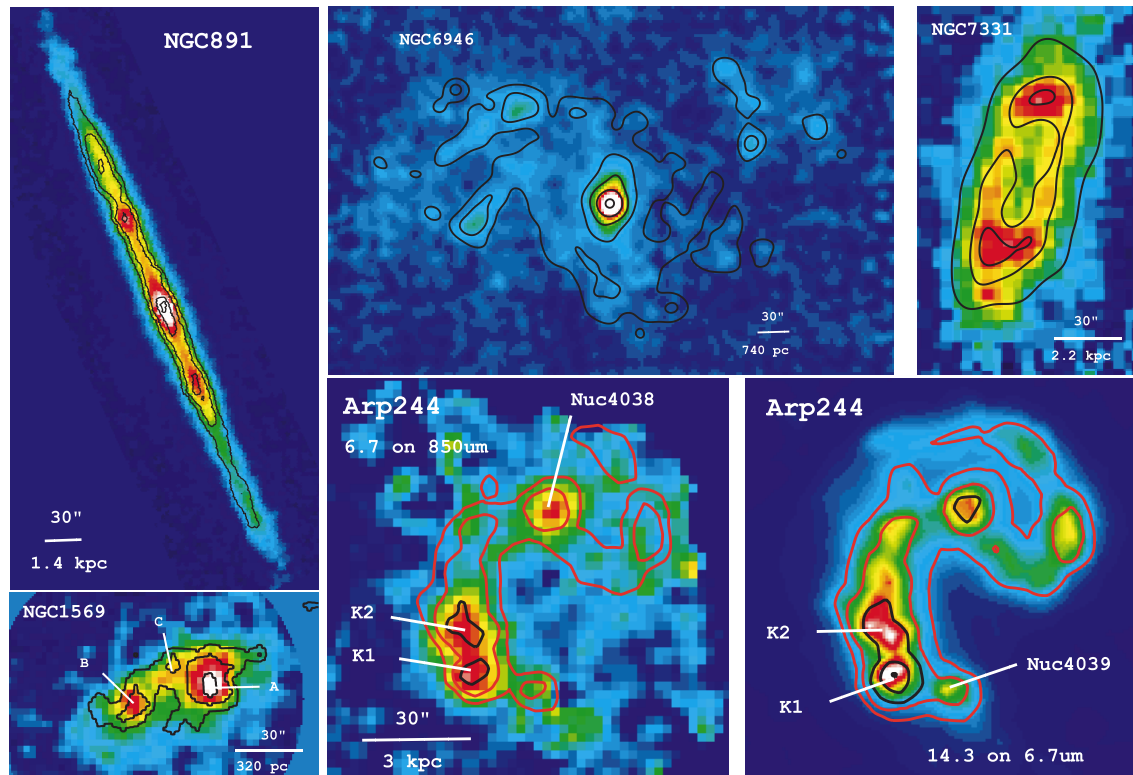 NGC891
30"
1.4 kpc
NGC6946
30"
740 pc
NGC7331
30"
2.2 kpc
NGC1569
C
B
A
30"
320 pc
Arp244
6.7 on 850um
Nuc4038
K2
K1
30"
3 kpc
Arp244
K2
K1
Nuc4039
14.3 on 6.7um